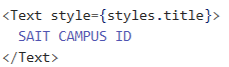 <Text style={styles.title}>
SAIT CAMPUS ID
</Text>